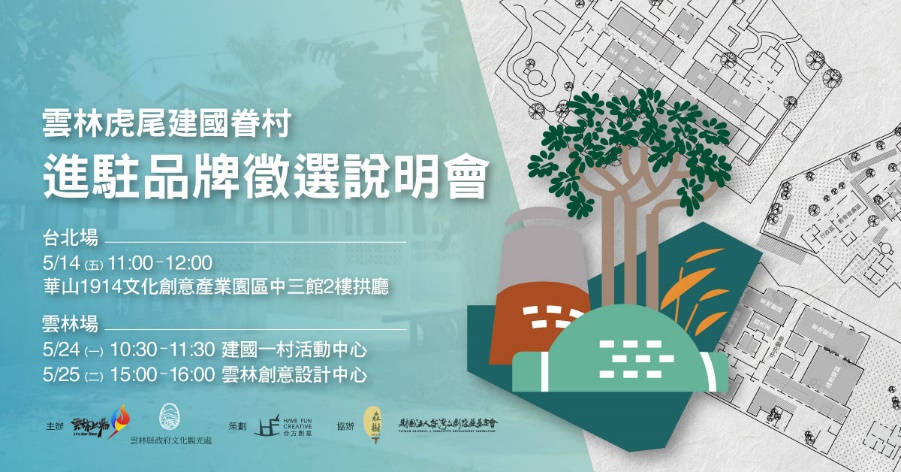 雲林虎尾建國眷村
進駐品牌徵選說明會
台北場
5/14 (五) 11:00-12:00
華山1914文化創意產業園區中三館2樓拱廳
雲林場
5/24 (一) 10:30-11:30 建國一村活動中心
5/25 (二) 15:00-16:00 雲林創意設計中心
主辦
雲林縣政府文化觀光處
策劃
HAVE FUN
CREATIVE
合方創意
協辦
森樹
財團法人台灣文創發展基金會